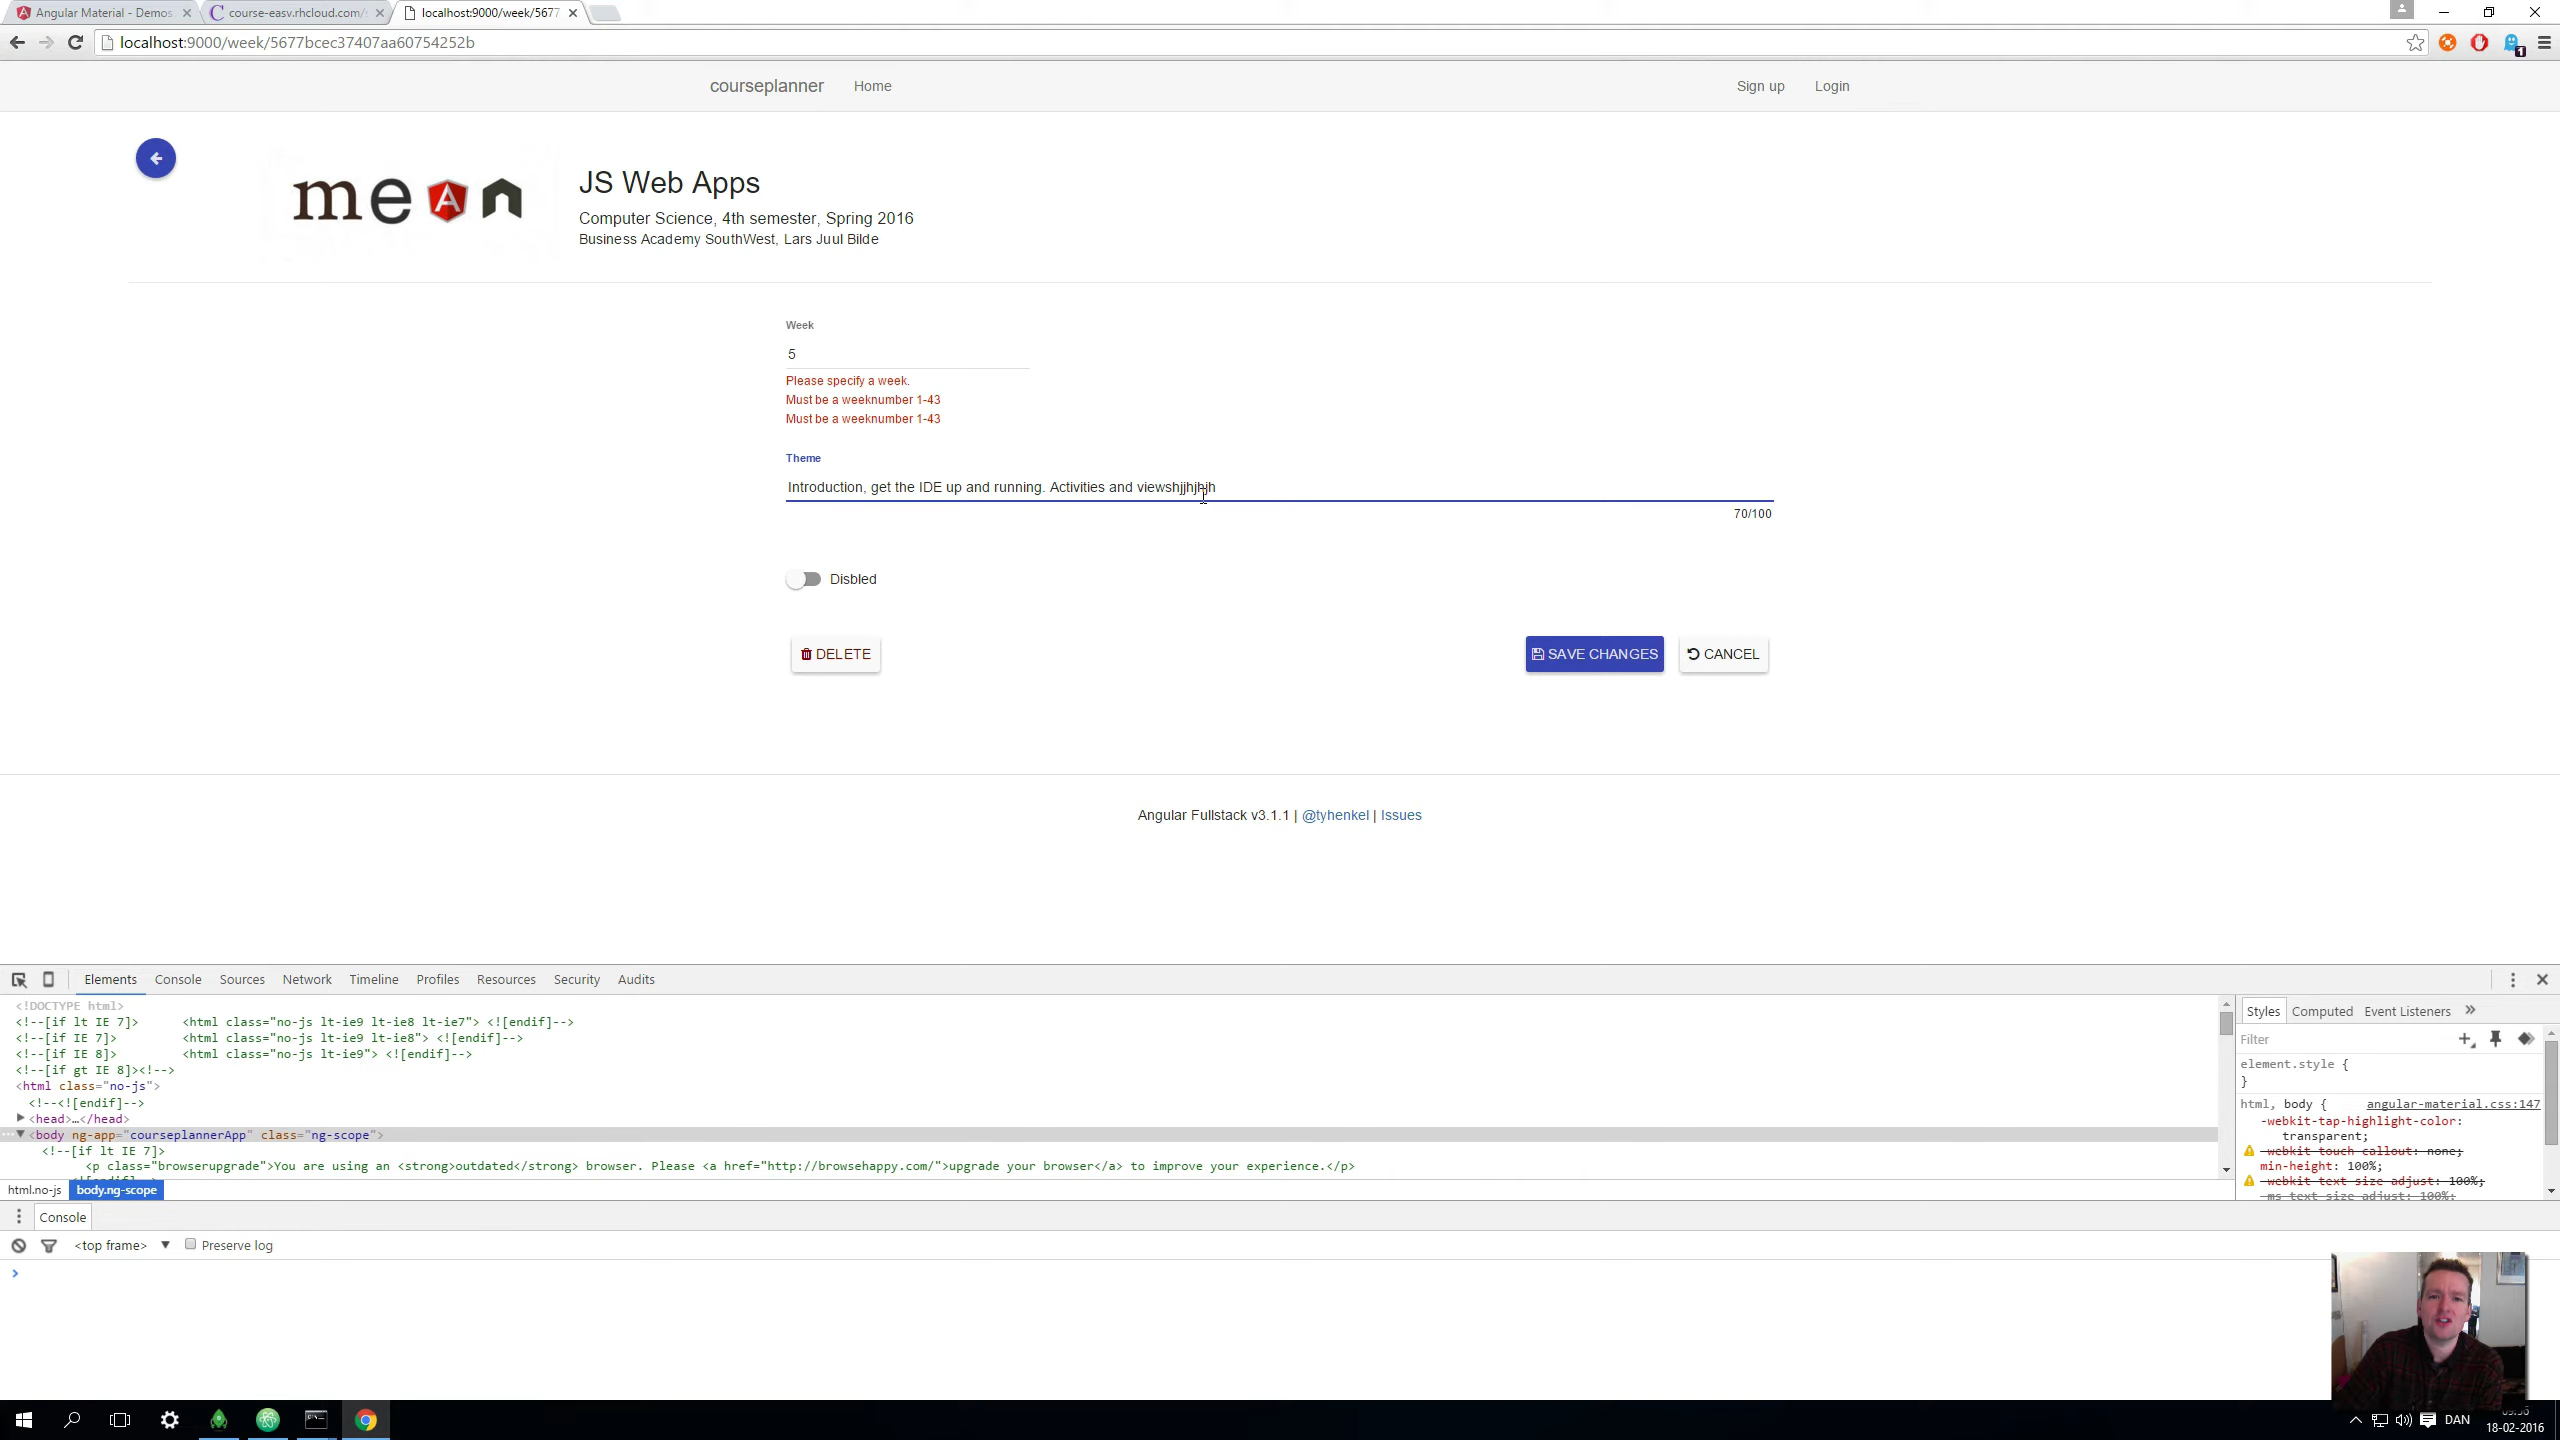 Angular Material - Demos
course-easv.rhcloud.com/
localhost:9000/week/5677
localhost:9000/week/5677bcec37407aa60754252b
courseplanner Home Sign up Login
mean
JS Web Apps
Computer Science, 4th semester, Spring 2016
Business Academy SouthWest, Lars Juul Bilde
Week
5
Please specify a week.
Must be a weeknumber 1-43
Must be a weeknumber 1-43
Theme
Introduction, get the IDE up and running. Activities and viewshjjhjhjh
70/100
Disbled
DELETE SAVE CHANGES CANCEL
Angular Fullstack v3.1.1 | @tyhenkel | Issues
Elements Console Sources Network Timeline Profiles Resources Security Audits
<!DOCTYPE html>
<!--[if lt IE 7]> <html class="no-js lt-ie9 lt-ie8 lt-ie7"> <![endif]-->
<!--[if IE 7]> <html class="no-js lt-ie9 lt-ie8"> <![endif]-->
<!--[if IE 8]> <html class="no-js lt-ie9"> <![endif]-->
<!--[if gt IE 8]><!-->
<html class="no-js">
<!--<![endif]-->
<head>…</head>
<body ng-app="courseplannerApp" class="ng-scope">
<!--[if lt IE 7]>
<p class="browserupgrade">You are using an <strong>outdated</strong> browser. Please <a href="http://browsehappy.com/">upgrade your browser</a> to improve your experience.</p>
html.no-js body.ng-scope
Styles Computed Event Listeners
Filter
element.style {
}
html, body { angular-material.css:147
-webkit-tap-highlight-color:
transparent;
-webkit-touch-callout: none;
min-height: 100%;
-webkit-text-size-adjust: 100%;
-ms-text-size-adjust: 100%;
Console
<top frame> Preserve log
DAN
18-02-2016